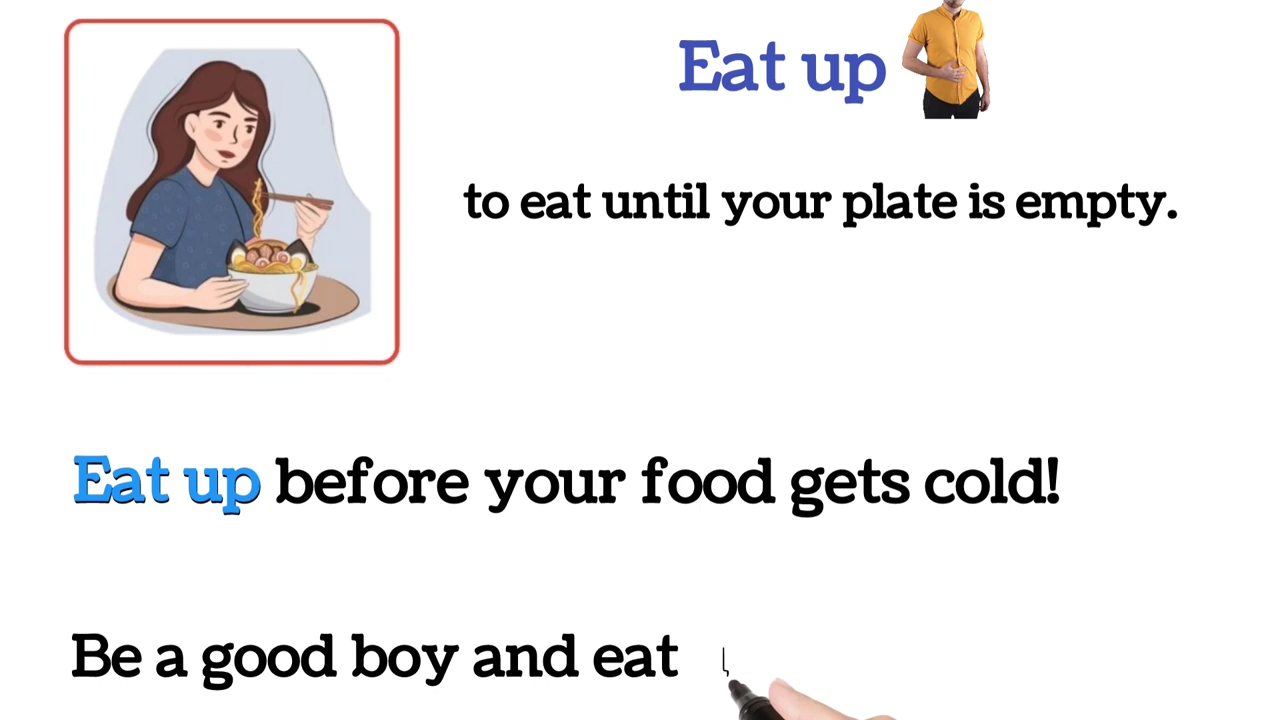 Eat up
to eat until your plate is empty.
Eat up before your food gets cold!
Be a good boy and eat